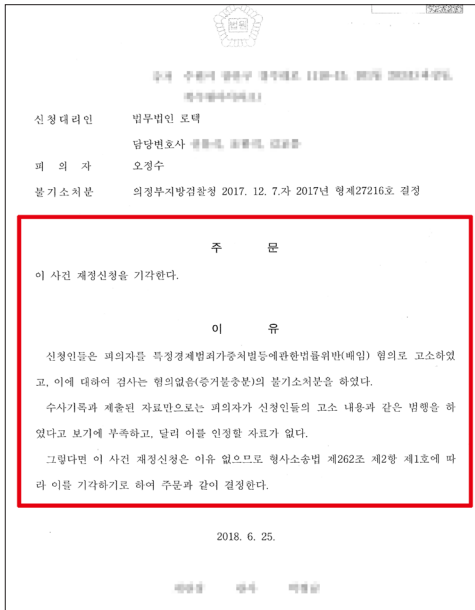 법원
신청대리인 법무법인 로택
담당변호사
피 의 자 오정수
불기소처분 의정부지방검찰청 2017. 12. 7.자 2017년 형제27216호 결정
주 문
이 사건 재정신청을 기각한다.
이 유
신청인들은 피의자를 특정경제범죄가중처벌등에관한법률위반(배임) 혐의로 고소하였
고, 이에 대하여 검사는 혐의없음(증거불충분)의 불기소처분을 하였다.
수사기록과 제출된 자료만으로는 피의자가 신청인들의 고소 내용과 같은 범행을 하
였다고 보기에 부족하고, 달리 이를 인정할 자료가 없다.
그렇다면 이 사건 재정신청은 이유 없으므로 형사소송법 제262조 제2항 제1호에 따
라 이를 기각하기로 하여 주문과 같이 결정한다.
2018. 6. 25.